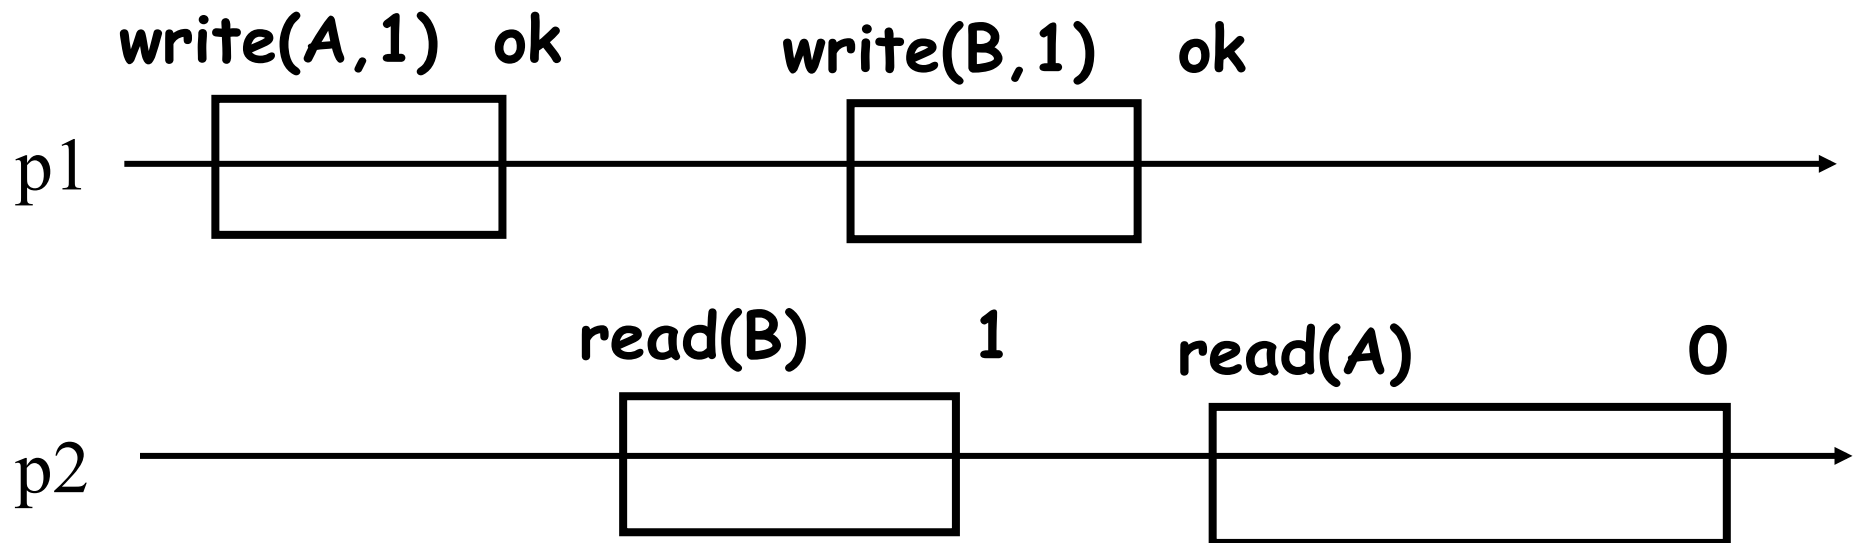 write(A,1) ok write(B,1) ok
p1
read(B) 1 read(A) 0
p2